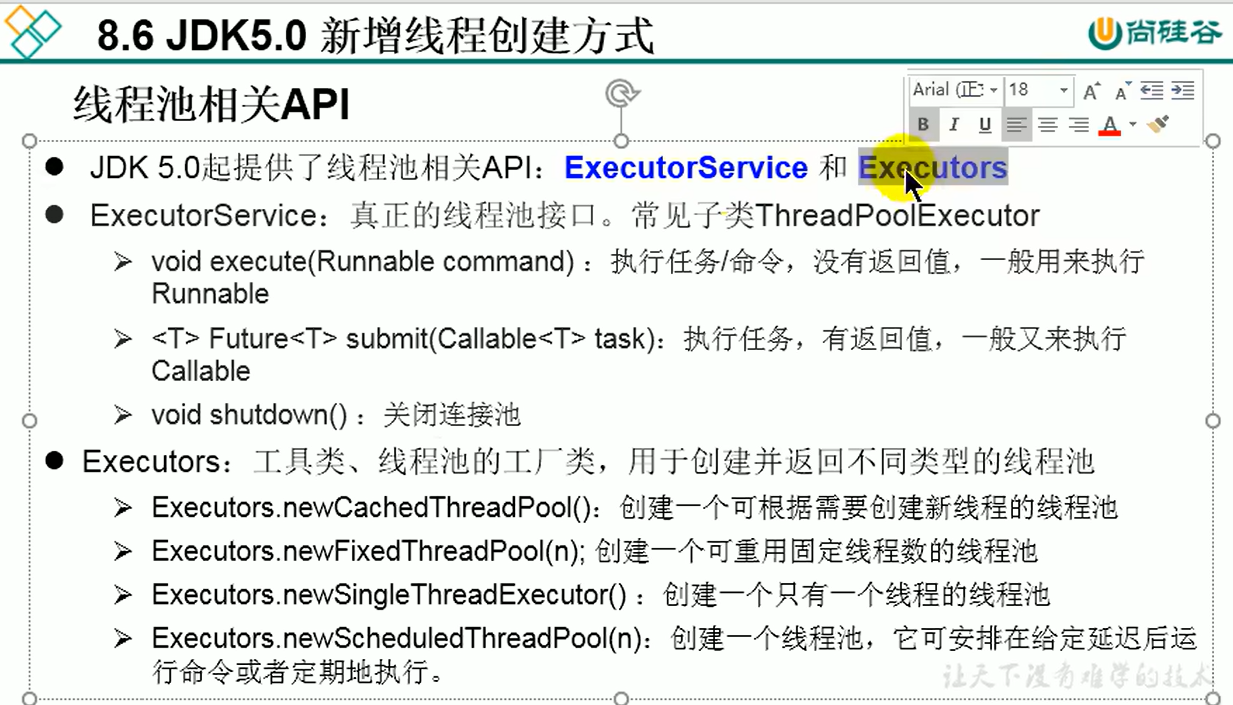 8.6 JDK5.0 新增线程创建方式
尚硅谷
线程池相关API
Arial (正文
18
B I U A
JDK 5.0起提供了线程池相关API：ExecutorService 和 Executors
ExecutorService：真正的线程池接口。常见子类ThreadPoolExecutor
void execute(Runnable command) ：执行任务/命令，没有返回值，一般用来执行
Runnable
<T> Future<T> submit(Callable<T> task)：执行任务，有返回值，一般又来执行
Callable
void shutdown() ：关闭连接池
Executors：工具类、线程池的工厂类，用于创建并返回不同类型的线程池
Executors.newCachedThreadPool()：创建一个可根据需要创建新线程的线程池
Executors.newFixedThreadPool(n); 创建一个可重用固定线程数的线程池
Executors.newSingleThreadExecutor() ：创建一个只有一个线程的线程池
Executors.newScheduledThreadPool(n)：创建一个线程池，它可安排在给定延迟后运
行命令或者定期地执行。
让天下没有难学的技术